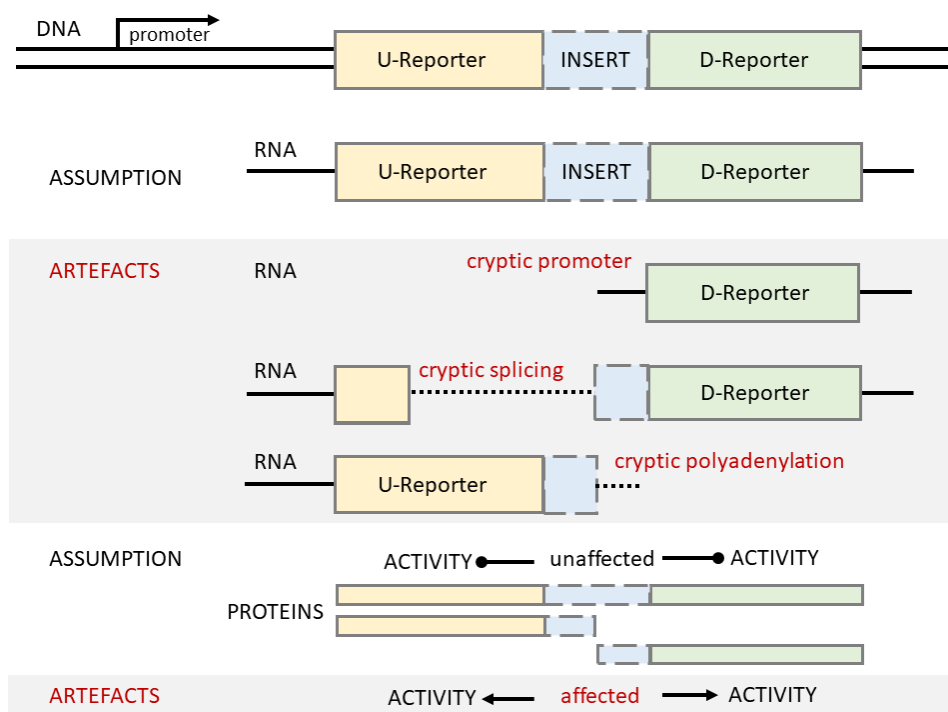 DNA
promoter
U-Reporter INSERT D-Reporter
RNA
ASSUMPTION
U-Reporter INSERT D-Reporter
ARTEFACTS
RNA
cryptic promoter
D-Reporter
RNA
cryptic splicing
D-Reporter
RNA
cryptic polyadenylation
U-Reporter
ASSUMPTION
ACTIVITY unaffected ACTIVITY
PROTEINS
ARTEFACTS
ACTIVITY affected ACTIVITY